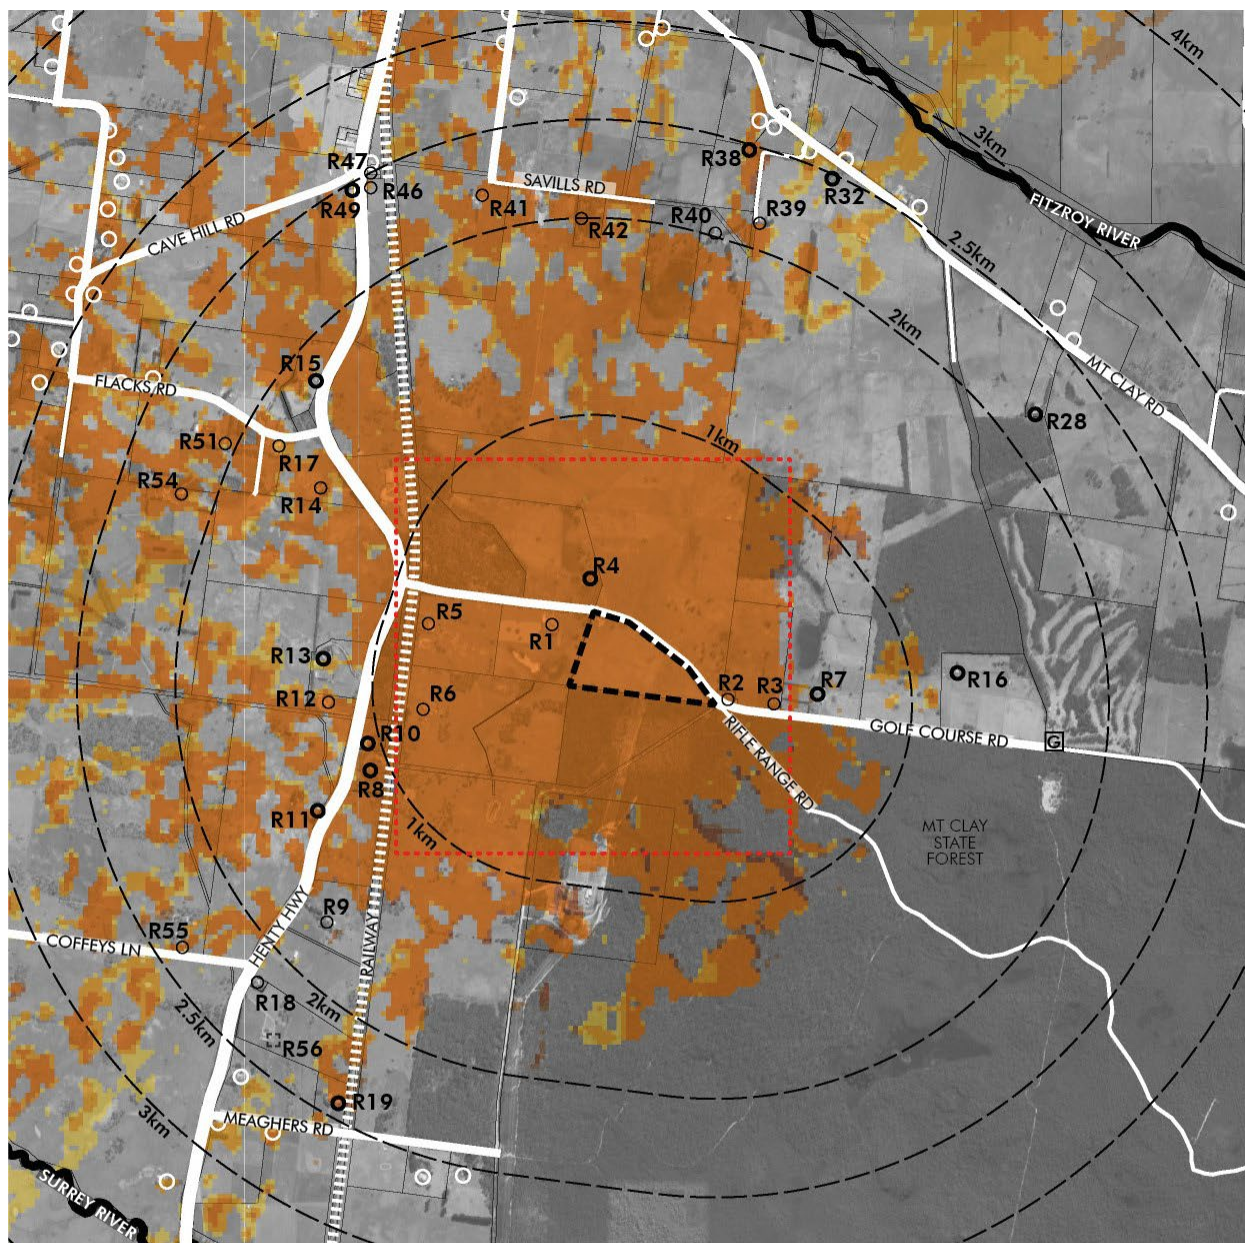 4km
3km
R47
R38
R46
SAVILLS RD
R49
R41
R32
CAVE HILL RD
R40
R39
R42
FITZROY RIVER
2.5km
2km
R15
FLACKS RD
MT CLAY RD
R28
R51
1km
R17
R54
R14
R4
R5
R1
R13
R16
R2
R3
R7
R12
R6
GOLF COURSE RD
G
R10
RIFLE RANGE RD
R8
R11
1km
MT CLAY
STATE
FOREST
HENTY HWY
R9
R55
COFFEYS LN
RAILWAY
R18
2km
2.5km
R56
R19
3km
MEAGHERS RD
SURREY RIVER